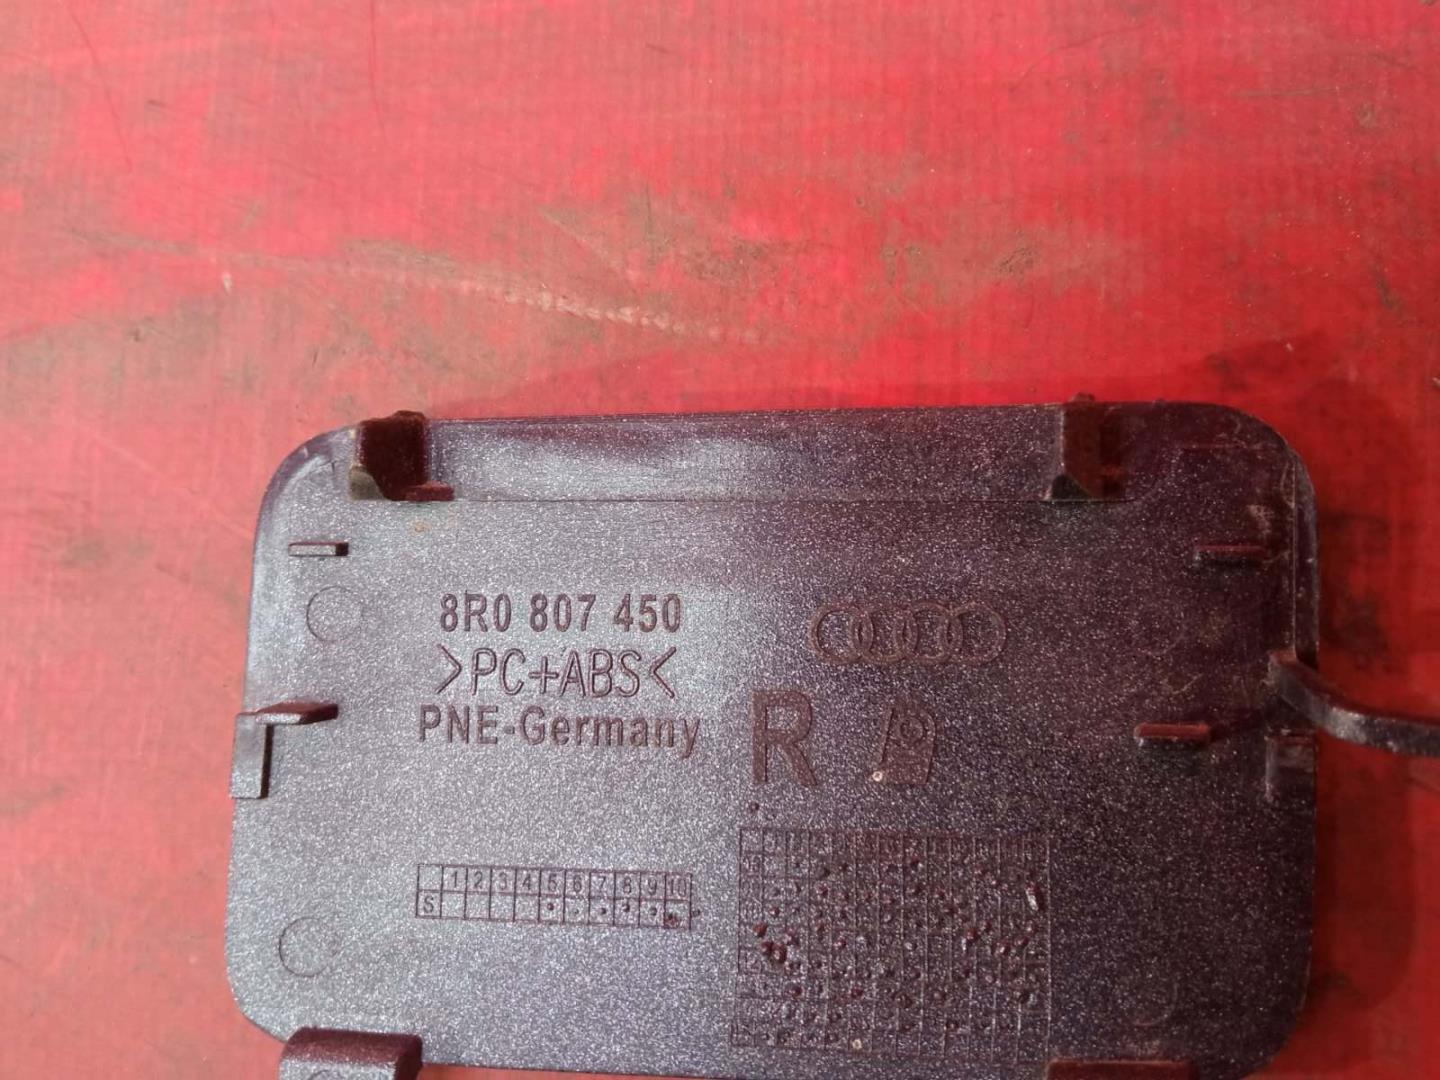 8R0 807 450
>PC+ABS<
PNE-Germany
R
1 2 3 4 5 6 7 8 9 10
S